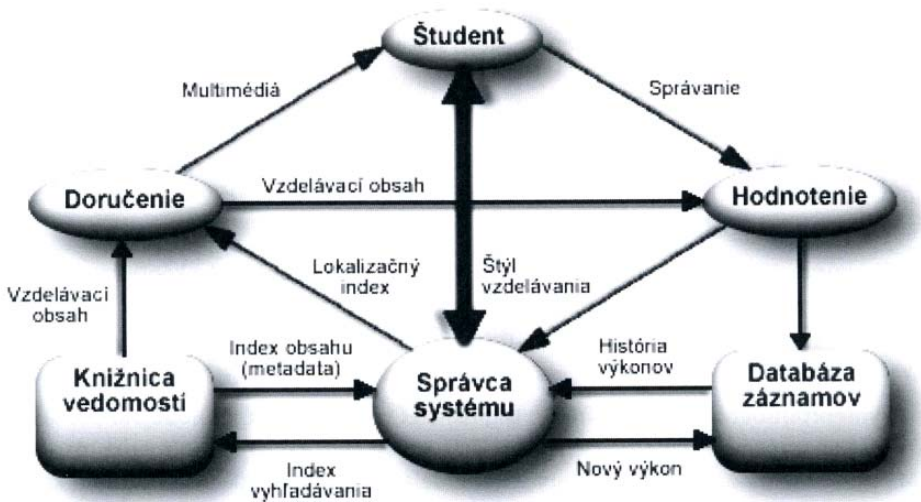 Študent
Multimédiá
Správanie
Doručenie
Vzdelávací obsah
Hodnotenie
Lokalizačný
index
Štýl
vzdelávania
Vzdelávací
obsah
Index obsahu
(metadata)
História
výkonov
Knižnica
vedomostí
Správca
systému
Databáza
záznamov
Index
vyhľadávania
Nový výkon